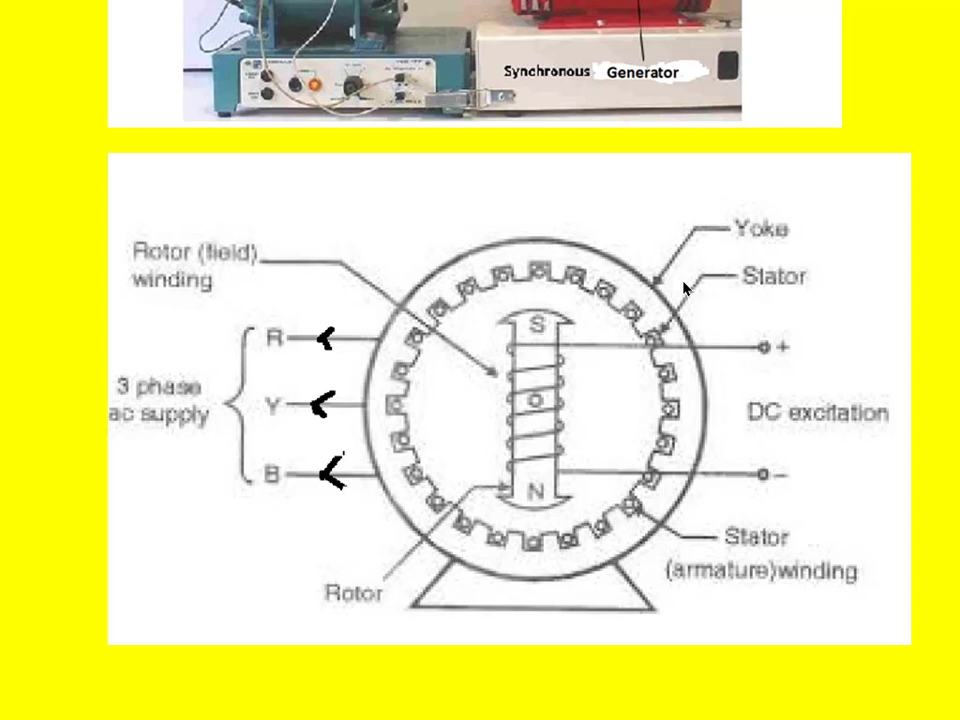 Synchronous Generator
Yoke
Rotor (field)
winding
Stator
S
R
+
3 phase
ac supply
Y
O
DC excitation
B
-
N
Stator
(armature)winding
Rotor